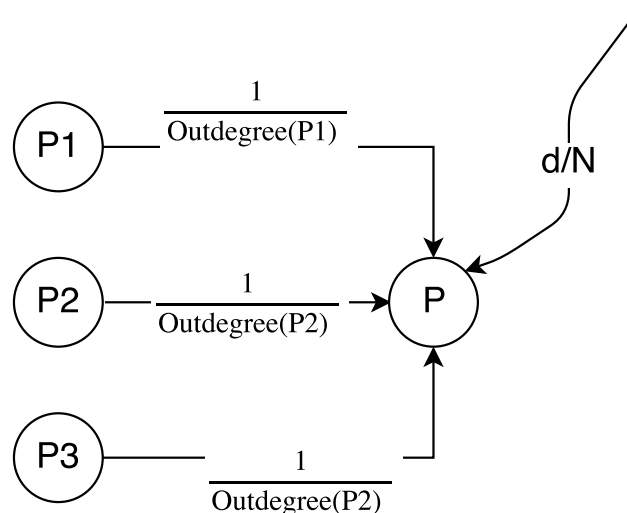 1
Outdegree(P1)
P1
d/N
1
P2
P
Outdegree(P2)
1
P3
Outdegree(P2)